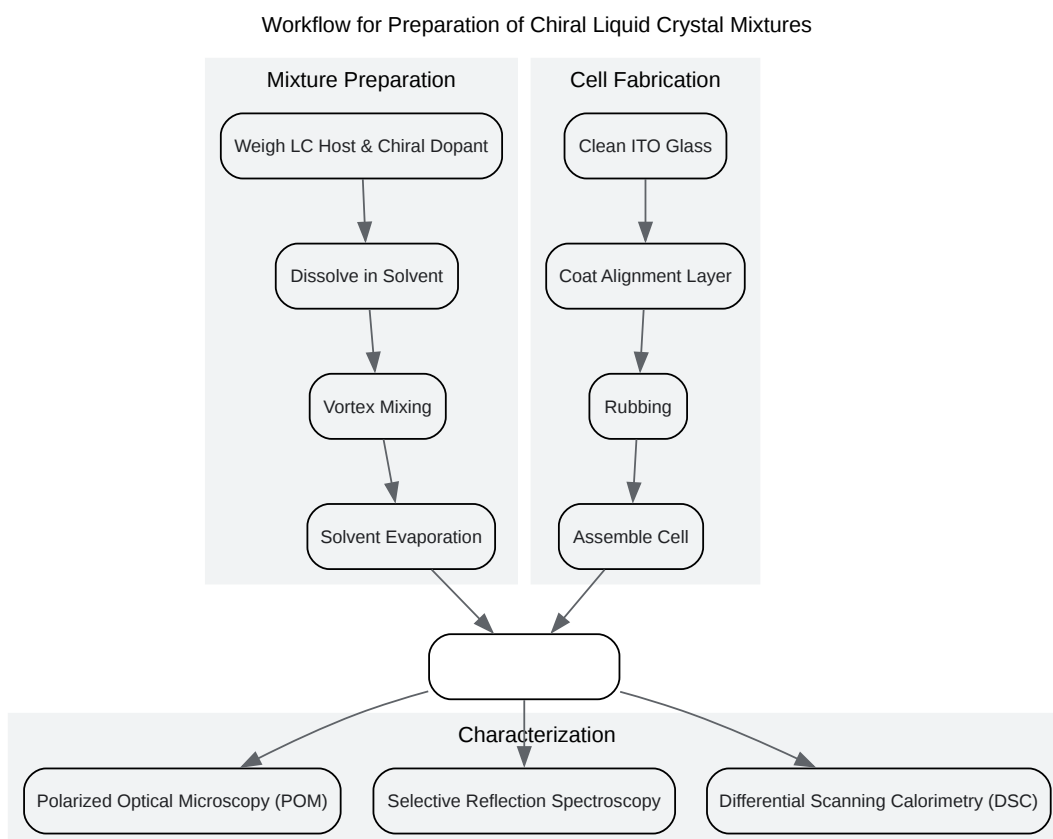 Workflow for Preparation of Chiral Liquid Crystal Mixtures
Mixture Preparation
Weigh LC Host & Chiral Dopant
Dissolve in Solvent
Vortex Mixing
Solvent Evaporation
Cell Fabrication
Clean ITO Glass
Coat Alignment Layer
Rubbing
Assemble Cell
Characterization
Polarized Optical Microscopy (POM)
Selective Reflection Spectroscopy
Differential Scanning Calorimetry (DSC)